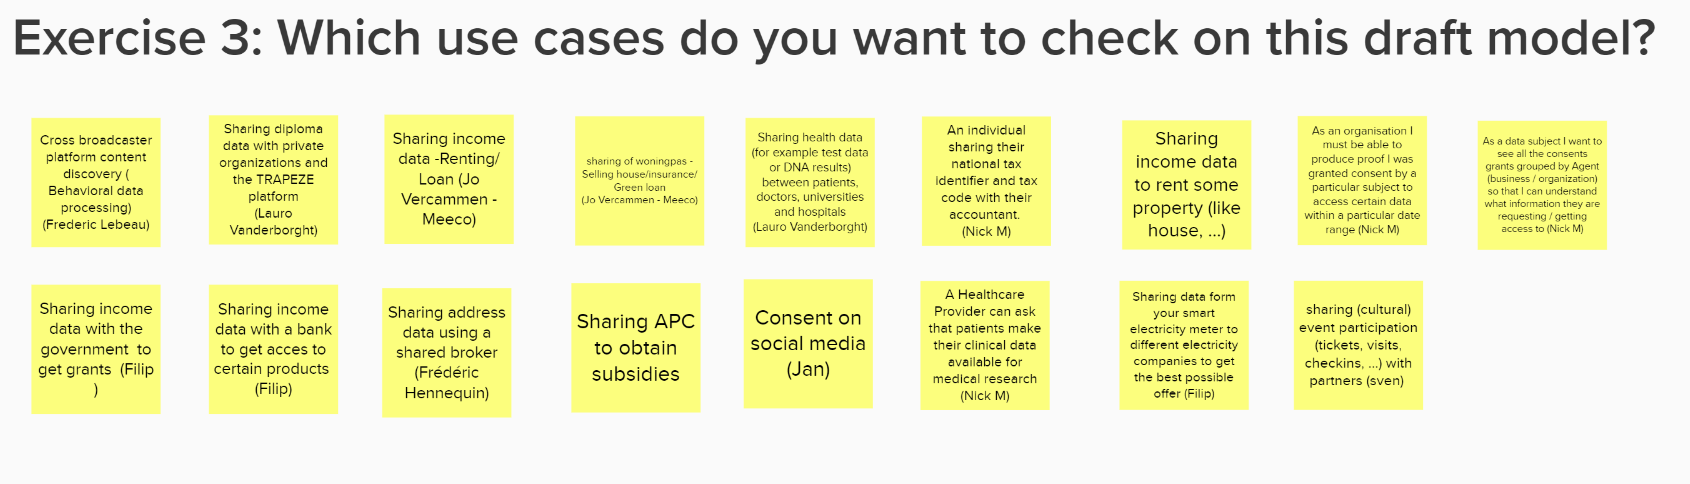 Exercise 3: Which use cases do you want to check on this draft model?
Cross broadcaster
platform content
discovery (
Behavioral data
processing)
(Frederic Lebeau)
Sharing diploma
data with private
organizations and
the TRAPEZE
platform
(Lauro
Vanderborght)
Sharing income
data -Renting/
Loan (Jo
Vercammen -
Meeco)
sharing of woningpas -
Selling house/insurance/
Green loan
(Jo Vercammen - Meeco)
Sharing health data
(for example test data
or DNA results)
between patients,
doctors, universities
and hospitals
(Lauro Vanderborght)
An individual
sharing their
national tax
identifier and tax
code with their
accountant.
(Nick M)
Sharing
income data
to rent some
property (like
house, ...)
As an organisation I
must be able to
produce proof I was
granted consent by a
particular subject to
access certain data
within a particular date
range (Nick M)
As a data subject I want to
see all the consents
grants grouped by Agent
(business / organization)
so that I can understand
what information they are
requesting / getting
access to (Nick M)
Sharing income
data with the
government to
get grants (Filip
)
Sharing income
data with a bank
to get acces to
certain products
(Filip)
Sharing address
data using a
shared broker
(Frédéric
Hennequin)
Sharing APC
to obtain
subsidies
Consent on
social media
(Jan)
A Healthcare
Provider can ask
that patients make
their clinical data
available for
medical research
(Nick M)
Sharing data form
your smart
electricity meter to
different electricity
companies to get
the best possible
offer (Filip)
sharing (cultural)
event participation
(tickets, visits,
checkins, ...) with
partners (sven)